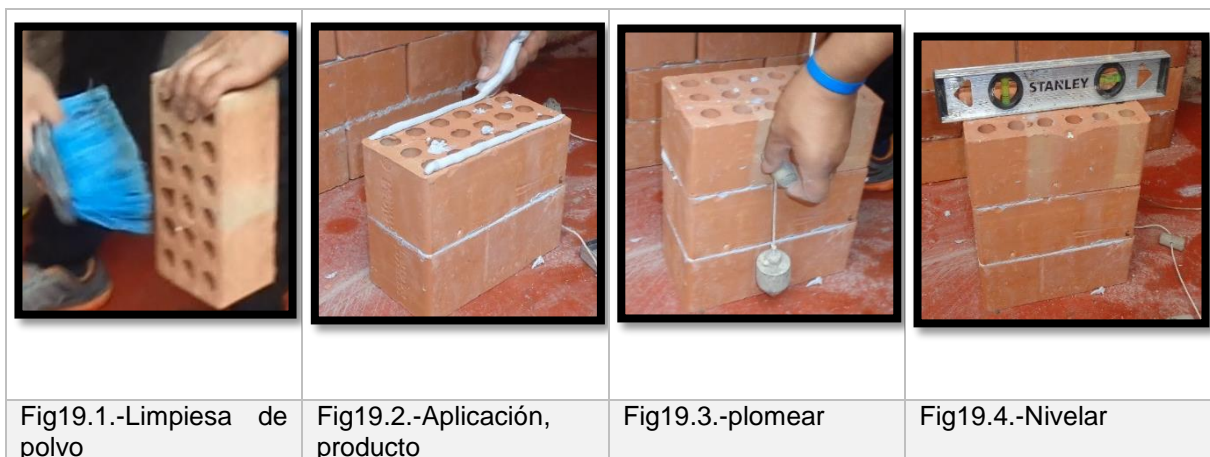 STANLEY
Fig19.1.-Limpiesa de
polvo
Fig19.2.-Aplicación,
producto
Fig19.3.-plomear
Fig19.4.-Nivelar